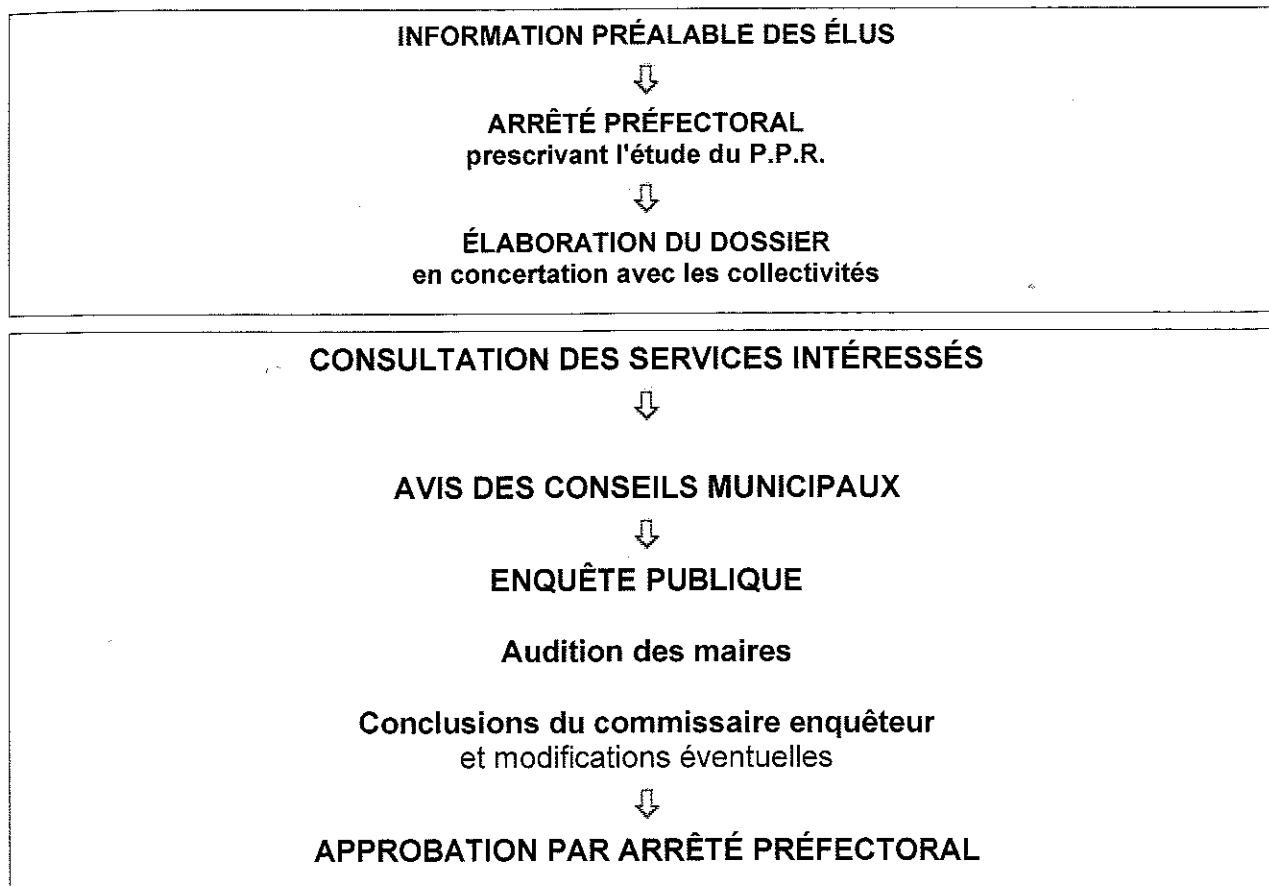 INFORMATION PRÉALABLE DES ÉLUS
ARRÊTÉ PRÉFECTORAL
prescrivant l'étude du P.P.R.
ÉLABORATION DU DOSSIER
en concertation avec les collectivités
CONSULTATION DES SERVICES INTÉRESSÉS
AVIS DES CONSEILS MUNICIPAUX
ENQUÊTE PUBLIQUE
Audition des maires
Conclusions du commissaire enquêteur
et modifications éventuelles
APPROBATION PAR ARRÊTÉ PRÉFECTORAL